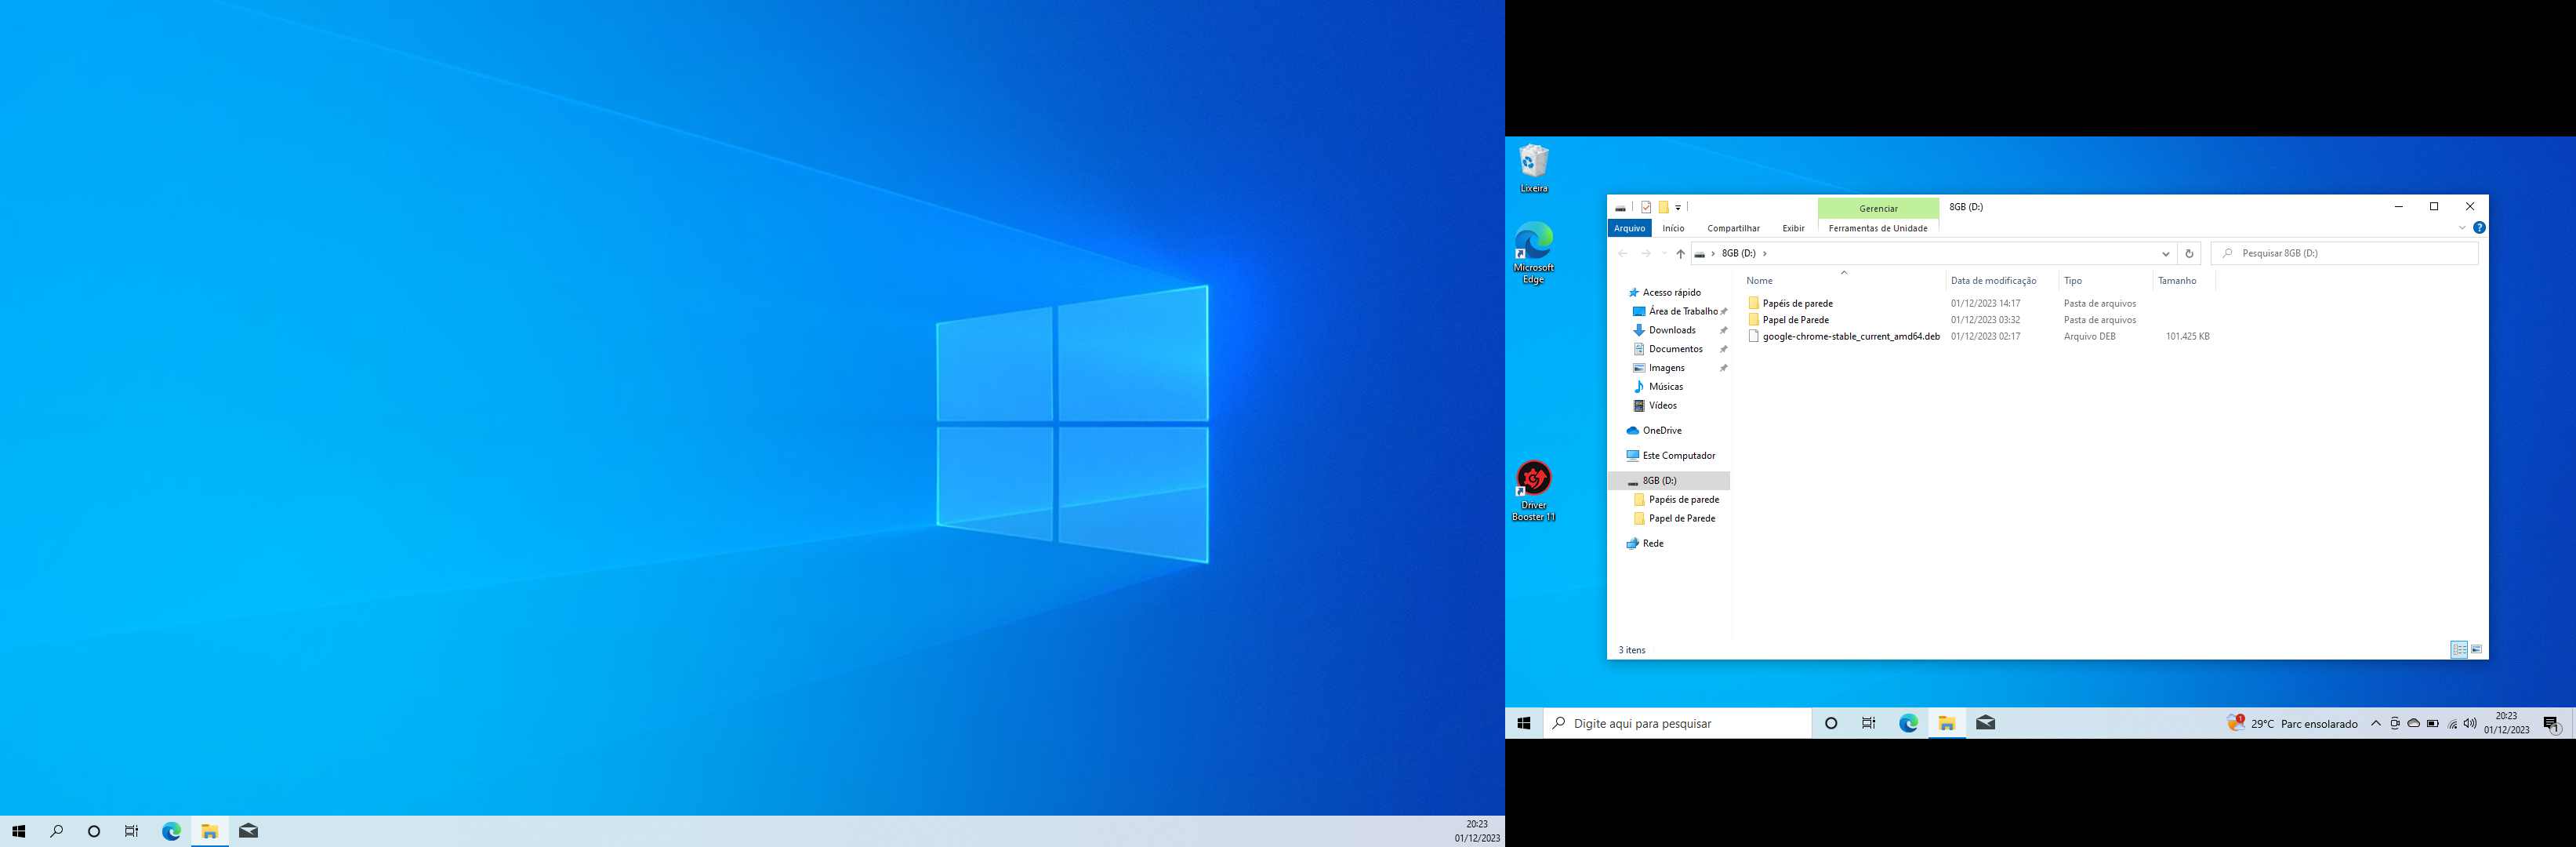 20:23
01/12/2023
Lixeira
Microsoft
Edge
Driver
Booster 11
Gerenciar
8GB (D:)
Arquivo
Início
Compartilhar
Exibir
Ferramentas de Unidade
8GB (D:)
Pesquisar 8GB (D:)
Nome
Data de modificação
Tipo
Tamanho
Papéis de parede
01/12/2023 14:17
Pasta de arquivos
Papel de Parede
01/12/2023 03:32
Pasta de arquivos
google-chrome-stable_current_amd64.deb
01/12/2023 02:17
Arquivo DEB
101.425 KB
Acesso rápido
Área de Trabalho
Downloads
Documentos
Imagens
Músicas
Vídeos
OneDrive
Este Computador
8GB (D:)
Papéis de parede
Papel de Parede
Rede
3 itens
Digite aqui para pesquisar
1
29°C Parc ensolarado
20:23
01/12/2023
1